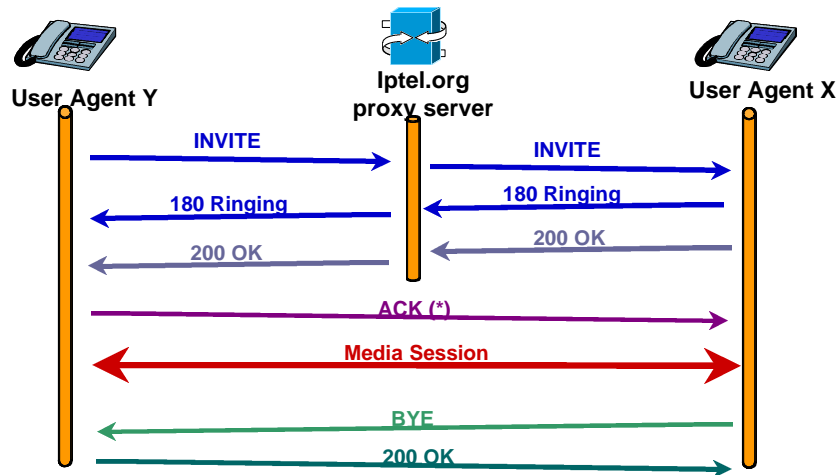 User Agent Y
Iptel.org
proxy server
User Agent X
INVITE
INVITE
180 Ringing
180 Ringing
200 OK
200 OK
ACK (*)
Media Session
BYE
200 OK